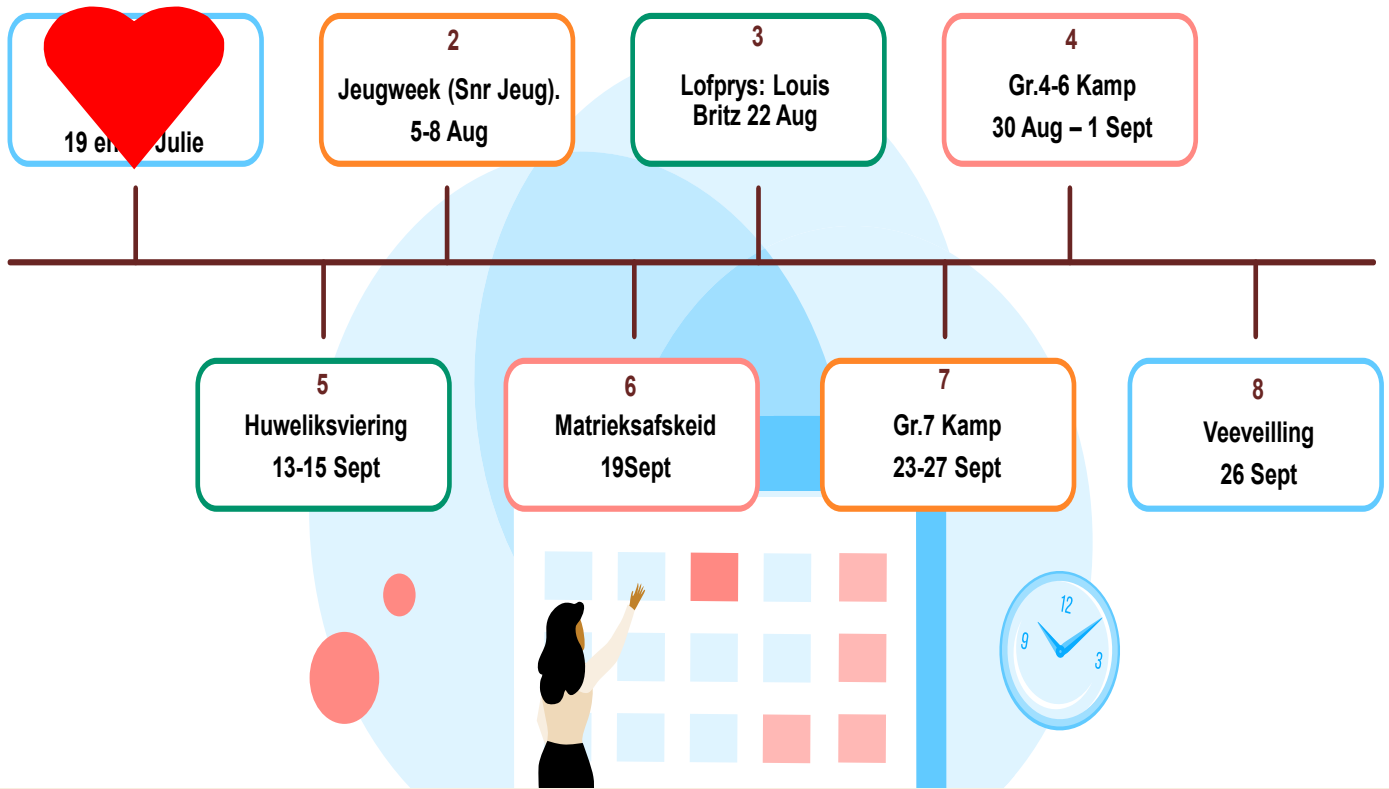 19 en Julie
2
Jeugweek (Snr Jeug).
5-8 Aug
3
Lofprys: Louis
Britz 22 Aug
4
Gr.4-6 Kamp
30 Aug – 1 Sept
5
Huweliksviering
13-15 Sept
6
Matrieksafskeid
19Sept
7
Gr.7 Kamp
23-27 Sept
8
Veeveilling
26 Sept
12
9
3